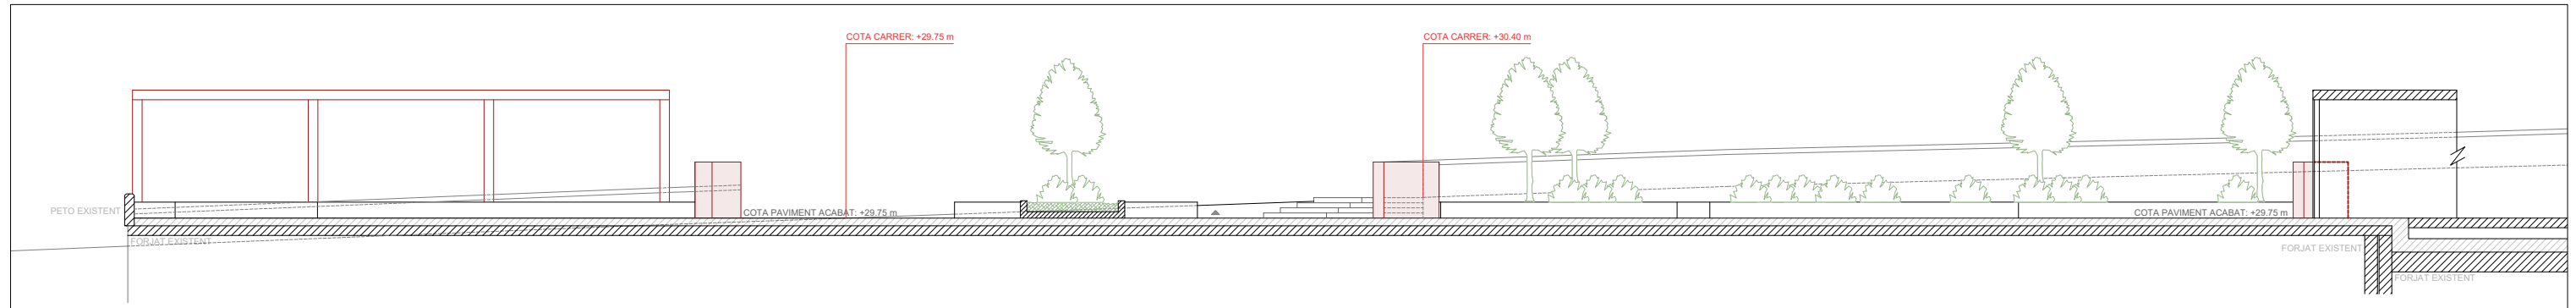 COTA CARRER: +29.75 m
COTA CARRER: +30.40 m
PETO EXISTENT
COTA PAVIMENT ACABAT: +29.75 m
COTA PAVIMENT ACABAT: +29.75 m
FORJAT EXISTENT
FORJAT EXISTENT
FORJAT EXISTENT